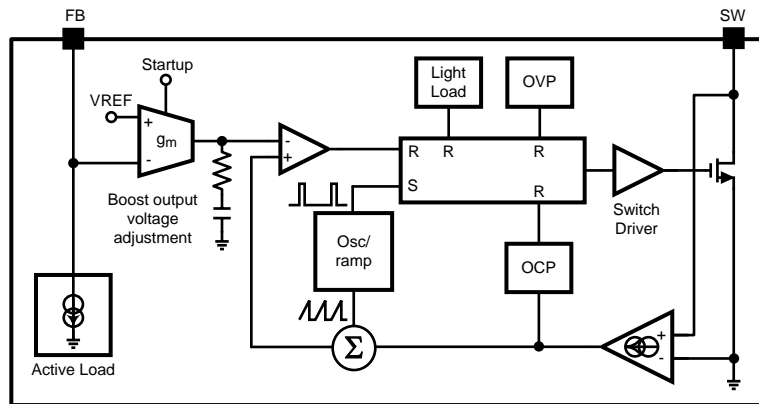 FB
SW
Startup
VREF
+
gm
-
Light
Load
OVP
-
+
R
R
R
S
R
Boost output
voltage
adjustment
Osc/
ramp
Switch
Driver
OCP
Σ
+
-
Active Load